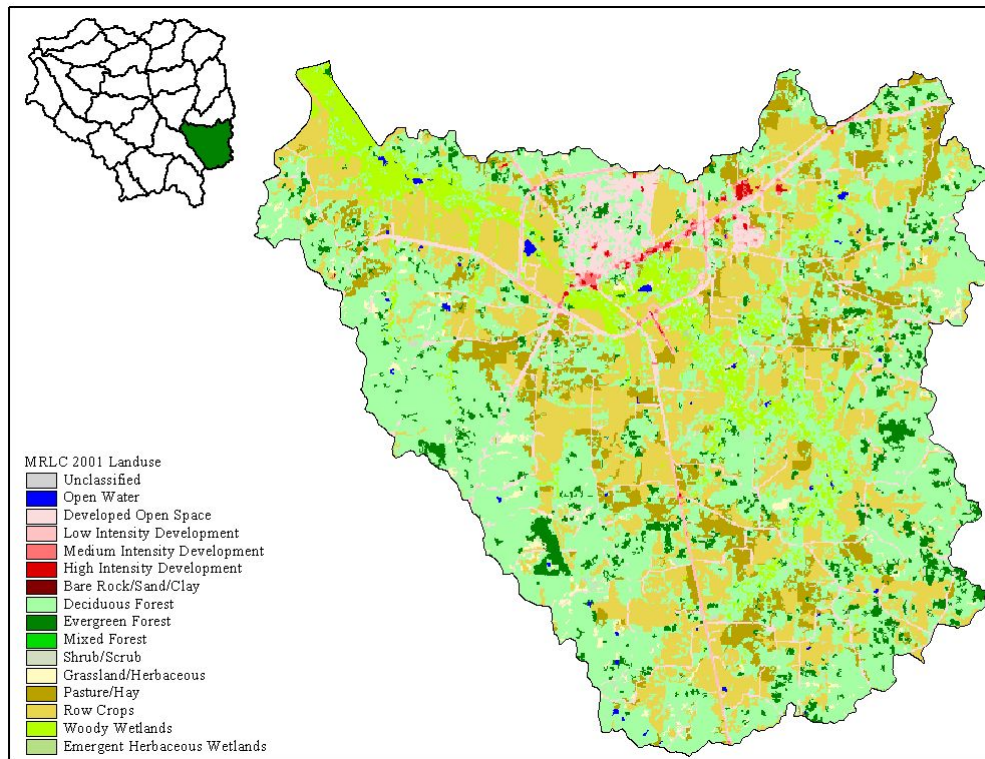 MRLC 2001 Landuse
Unclassified
Open Water
Developed Open Space
Low Intensity Development
Medium Intensity Development
High Intensity Development
Bare Rock/Sand/Clay
Deciduous Forest
Evergreen Forest
Mixed Forest
Shrub/Scrub
Grassland/Herbaceous
Pasture/Hay
Row Crops
Woody Wetlands
Emergent Herbaceous Wetlands